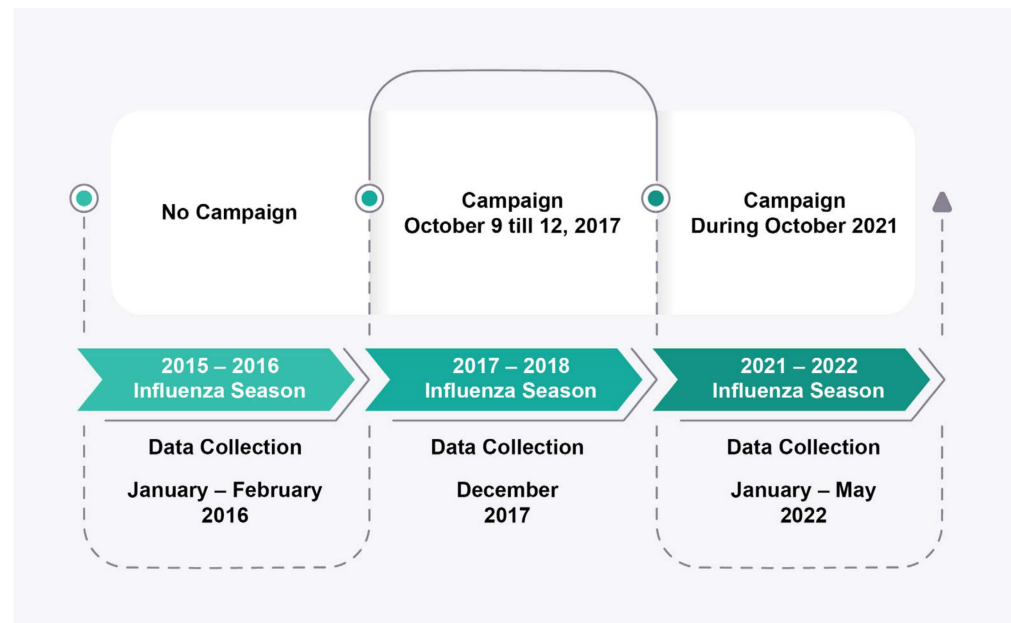 No Campaign
Campaign
October 9 till 12, 2017
Campaign
During October 2021
2015 – 2016
Influenza Season
2017 – 2018
Influenza Season
2021 – 2022
Influenza Season
Data Collection
January – February
2016
Data Collection
December
2017
Data Collection
January – May
2022